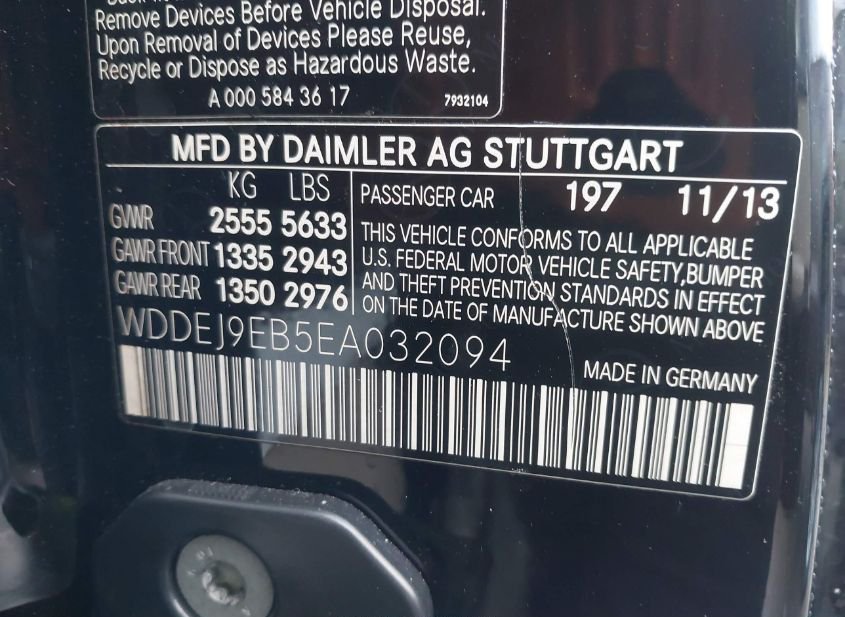 Remove Devices Before Vehicle Disposal.
Upon Removal of Devices Please Reuse,
Recycle or Dispose as Hazardous Waste.
A 000 584 36 17 7932104
MFD BY DAIMLER AG STUTTGART
KG LBS
GVWR 2555 5633
GAWR FRONT 1335 2943
GAWR REAR 1350 2976
PASSENGER CAR 197 11/13
THIS VEHICLE CONFORMS TO ALL APPLICABLE
U.S. FEDERAL MOTOR VEHICLE SAFETY,BUMPER
AND THEFT PREVENTION STANDARDS IN EFFECT
ON THE DATE OF MANUFACTURE SHOWN ABOVE
WDDEJ9EB5EA032094
MADE IN GERMANY